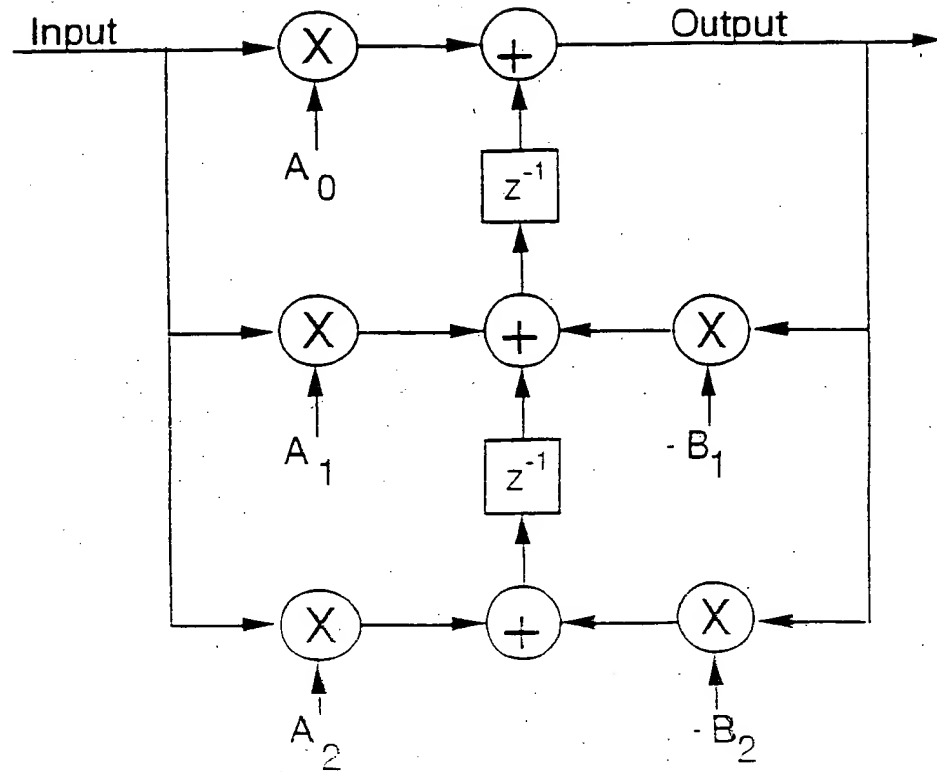 Input
Output
X
+
A0
z-1
X
+
X
A1
-B1
z-1
X
+
X
A2
-B2